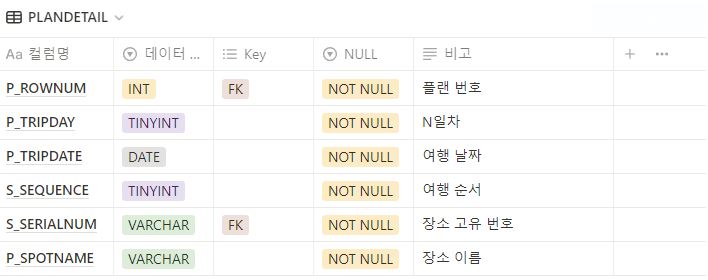 PLANDETAIL
Aa 컬럼명 데이터 ... Key NULL 비고
P_ROWNUM INT FK NOT NULL 플랜 번호
P_TRIPDAY TINYINT NOT NULL N일차
P_TRIPDATE DATE NOT NULL 여행 날짜
S_SEQUENCE TINYINT NOT NULL 여행 순서
S_SERIALNUM VARCHAR FK NOT NULL 장소 고유 번호
P_SPOTNAME VARCHAR NOT NULL 장소 이름